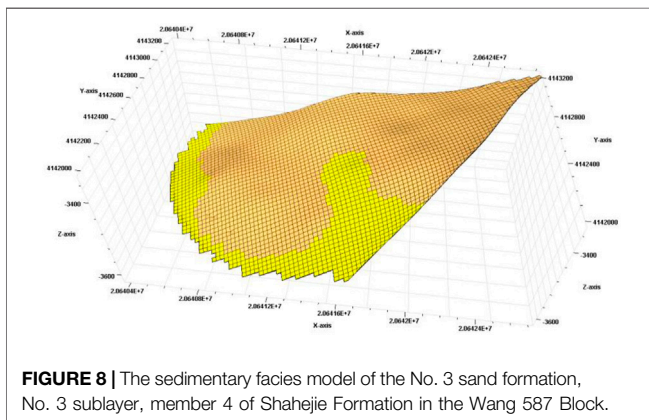 X-axis
2.06404E+7
2.06408E+7
2.06412E+7
2.06416E+7
2.0642E+7
2.06424E+7
4143200
4143000
4142800
4142600
4142400
4142200
4142000
Y-axis
-3400
Z-axis
-3600
4143200
4142800
Y-axis
4142400
4142000
-3400
Z-axis
-3600
2.06404E+7
2.06408E+7
2.06412E+7
2.06416E+7
2.0642E+7
2.06424E+7
X-axis
FIGURE 8 | The sedimentary facies model of the No. 3 sand formation,
No. 3 sublayer, member 4 of Shahejie Formation in the Wang 587 Block.